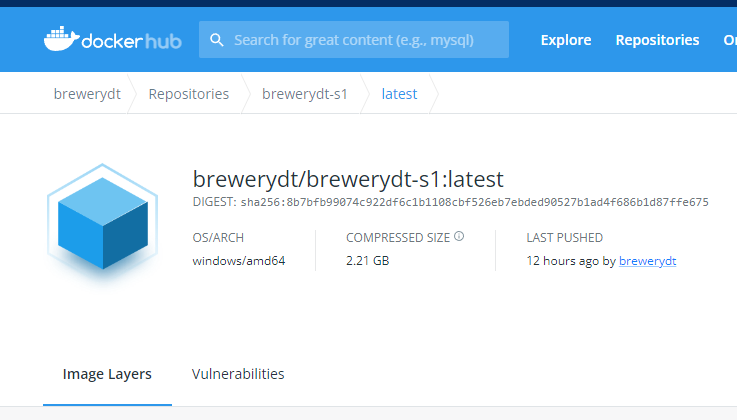 dockerhub Search for great content (e.g., mysql) Explore Repositories
brewerydt Repositories brewerydt-s1 latest
brewerydt/brewerydt-s1:latest
DIGEST: sha256:8b7bfb99074c922df6c1b1108cbf526eb7ebded90527b1ad4f686b1d87ffe675
OS/ARCH COMPRESSED SIZE LAST PUSHED
windows/amd64 2.21 GB 12 hours ago by brewerydt
Image Layers Vulnerabilities